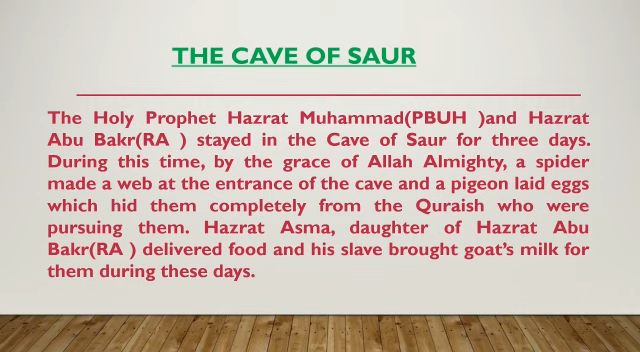 THE CAVE OF SAUR
The Holy Prophet Hazrat Muhammad(PBUH )and Hazrat
Abu Bakr(RA ) stayed in the Cave of Saur for three days.
During this time, by the grace of Allah Almighty, a spider
made a web at the entrance of the cave and a pigeon laid eggs
which hid them completely from the Quraish who were
pursuing them. Hazrat Asma, daughter of Hazrat Abu
Bakr(RA ) delivered food and his slave brought goat’s milk for
them during these days.